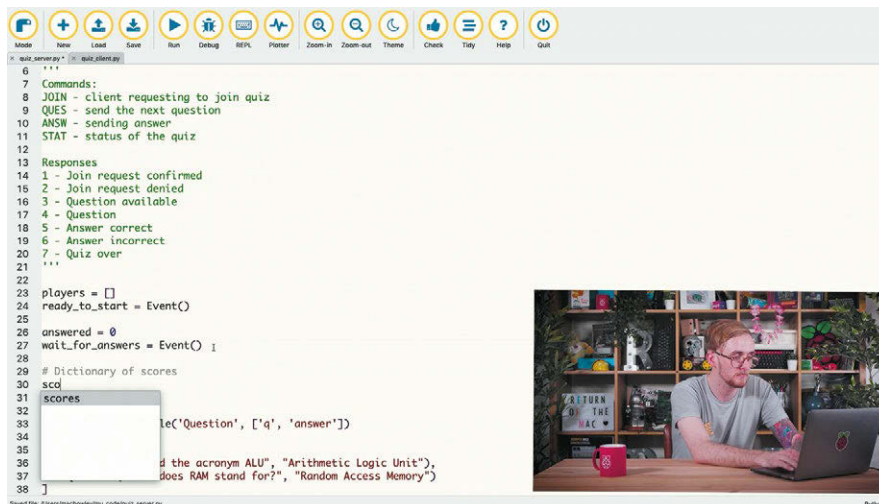 Mode New Load Save Run Debug REPL Plotter Zoom-in Zoom-out Theme Check Tidy Help Quit
quiz_server.py * quiz_client.py
6 '''
7 Commands:
8 JOIN - client requesting to join quiz
9 QUES - send the next question
10 ANSW - sending answer
11 STAT - status of the quiz
12
13 Responses
14 1 - Join request confirmed
15 2 - Join request denied
16 3 - Question available
17 4 - Question
18 5 - Answer correct
19 6 - Answer incorrect
20 7 - Quiz over
21 '''
22
23 players = []
24 ready_to_start = Event()
25
26 answered = 0
27 wait_for_answers = Event()
28
29 # Dictionary of scores
30 sco
31 scores
32
33 le('Question', ['q', 'answer'])
34
35
36 d the acronym ALU", "Arithmetic Logic Unit"),
37 does RAM stand for?", "Random Access Memory")
38 ]
RETURN
OF THE
MAC